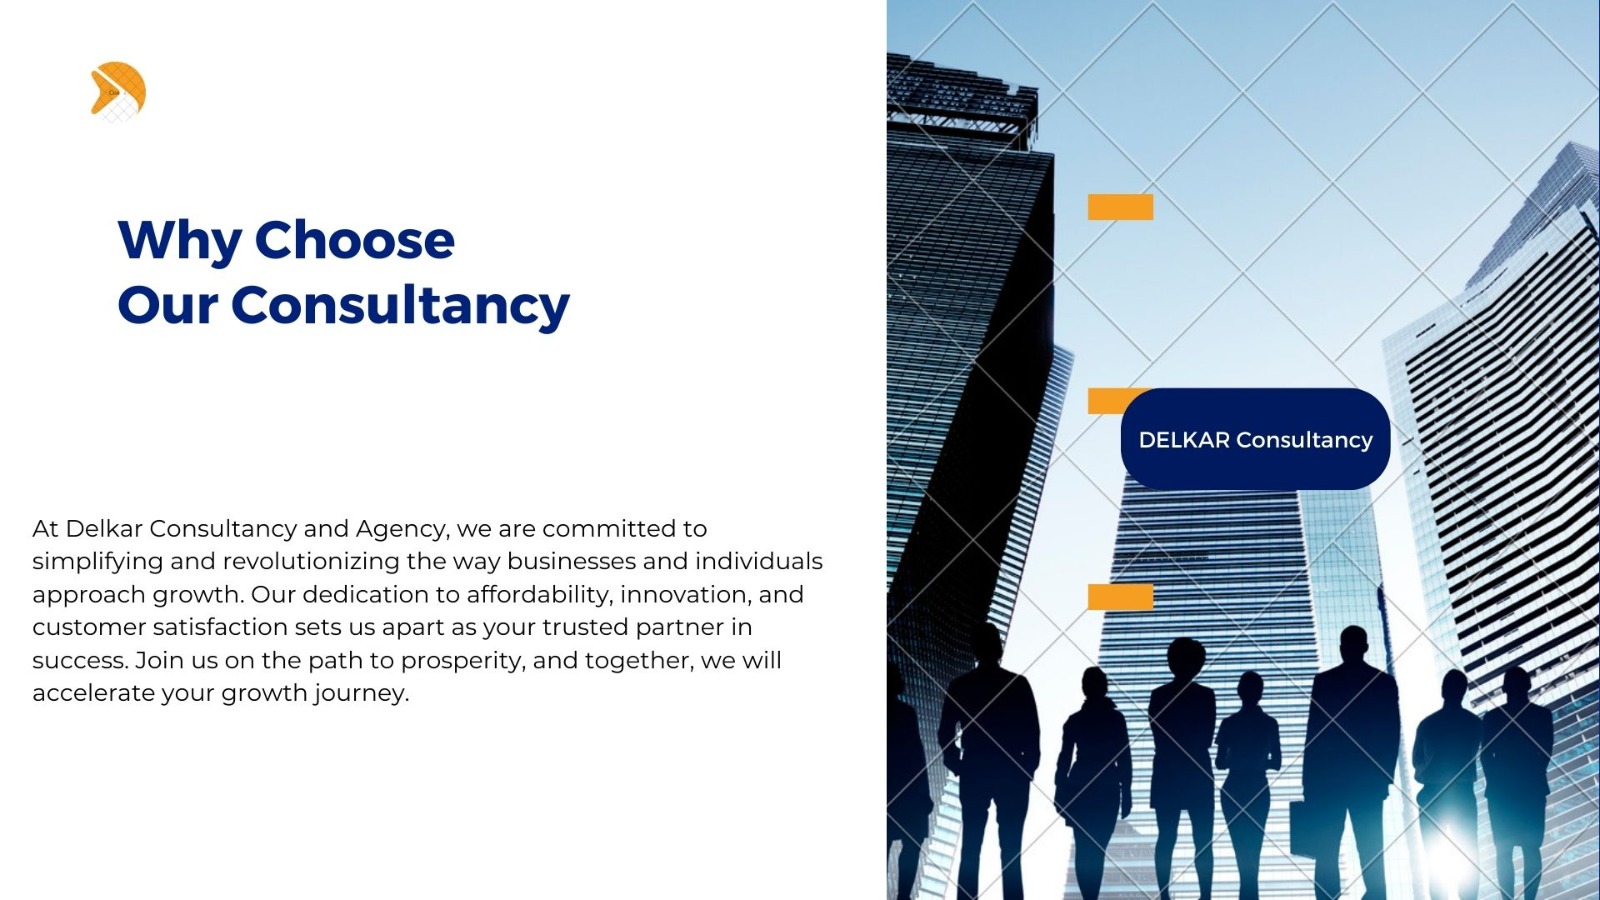 Why Choose
Our Consultancy
At Delkar Consultancy and Agency, we are committed to
simplifying and revolutionizing the way businesses and individuals
approach growth. Our dedication to affordability, innovation, and
customer satisfaction sets us apart as your trusted partner in
success. Join us on the path to prosperity, and together, we will
accelerate your growth journey.
DELKAR Consultancy